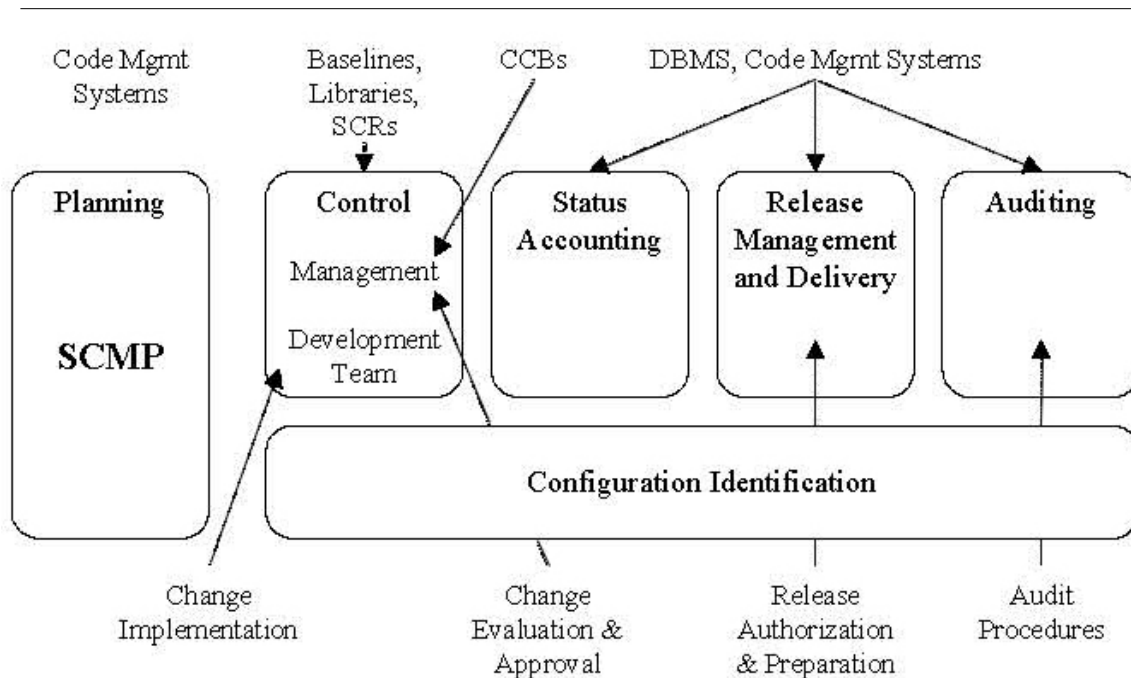 Code Mgmt
Systems
Baselines,
Libraries,
SCRs
CCBs
DBMS, Code Mgmt Systems
Planning
SCMP
Control
Management
Development
Team
Status
Accounting
Release
Management
and Delivery
Auditing
Configuration Identification
Change
Implementation
Change
Evaluation &
Approval
Release
Authorization
& Preparation
Audit
Procedures